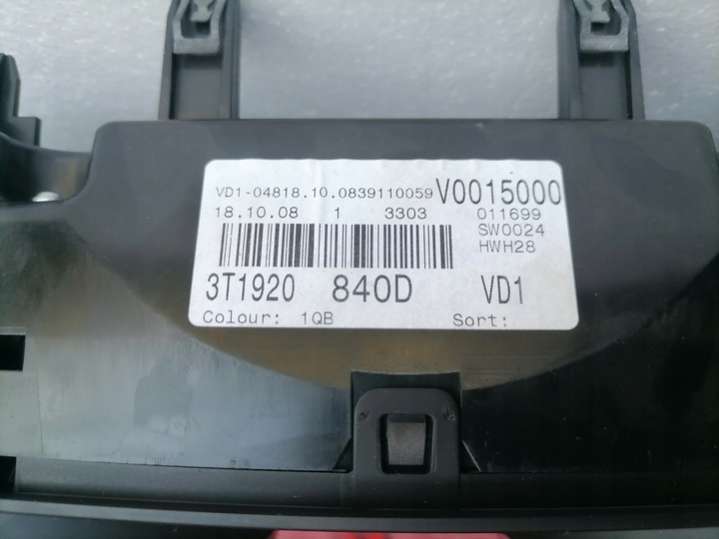 VD1-04818.10.0839110059 V0015000
18.10.08 1 3303 011699
SW0024
HWH28
3T1920 840D VD1
Colour: 1QB Sort: